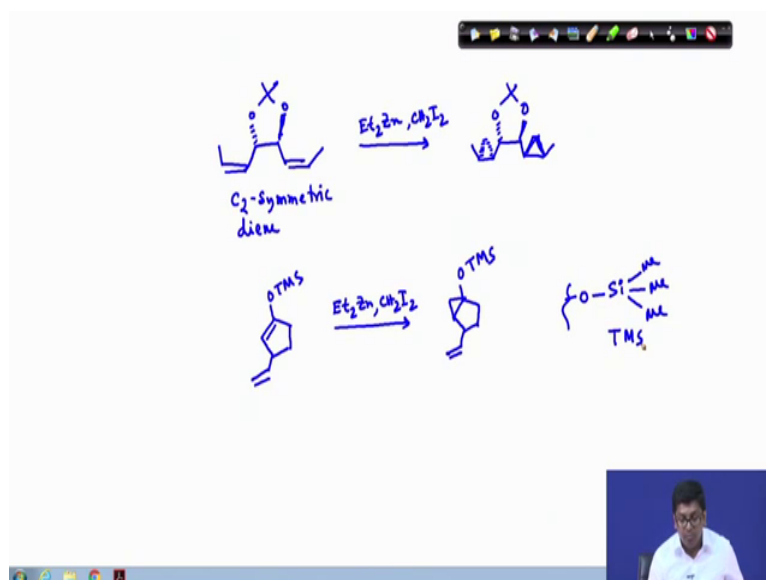 O O O O
Et2Zn, CH2I2
C2-Symmetric
diene
OTMS
Et2Zn, CH2I2
OTMS
O-Si
Me
Me
Me
TMS